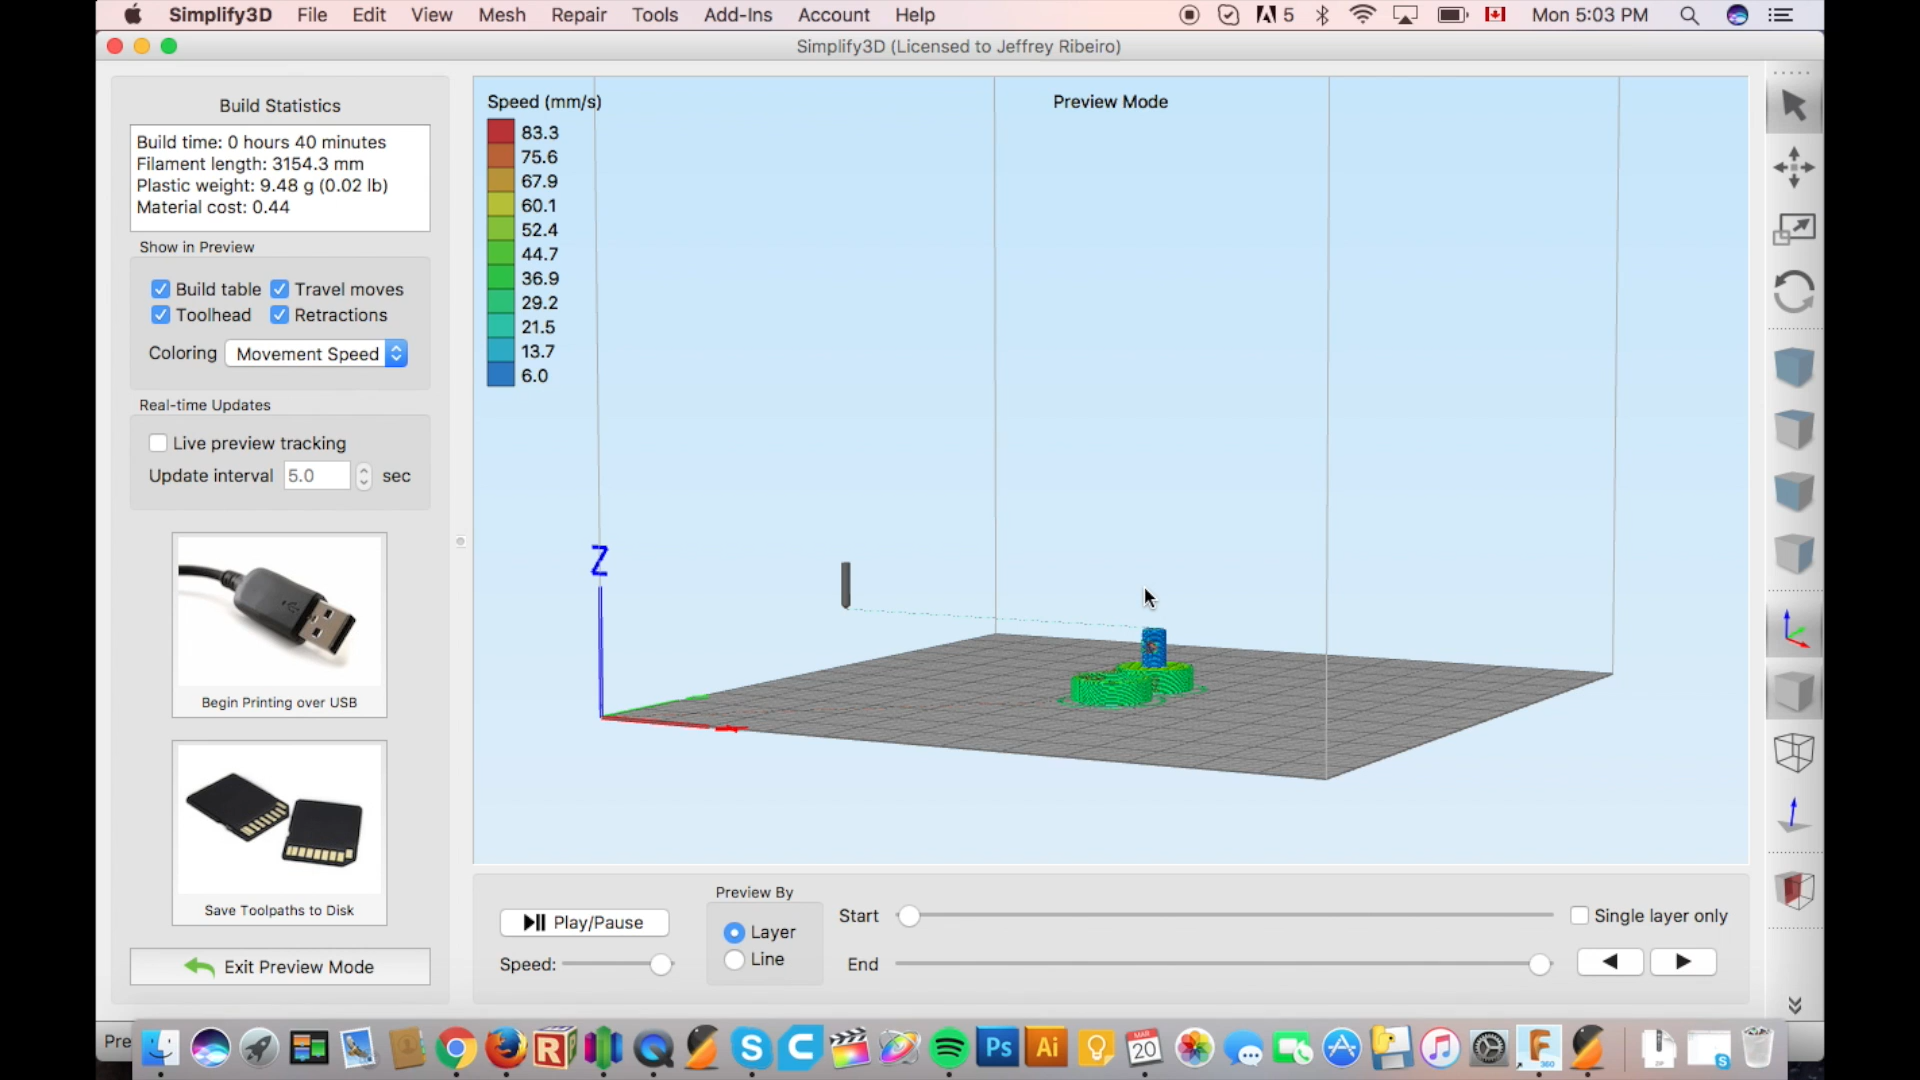 Simplify3D File Edit View Mesh Repair Tools Add-Ins Account Help 5 Mon 5:03 PM
Simplify3D (Licensed to Jeffrey Ribeiro)
Build Statistics
Build time: 0 hours 40 minutes
Filament length: 3154.3 mm
Plastic weight: 9.48 g (0.02 lb)
Material cost: 0.44
Show in Preview
Build table Travel moves
Toolhead Retractions
Coloring Movement Speed
Real-time Updates
Live preview tracking
Update interval 5.0 sec
Begin Printing over USB
Save Toolpaths to Disk
Exit Preview Mode
Speed (mm/s)
83.3
75.6
67.9
60.1
52.4
44.7
36.9
29.2
21.5
13.7
6.0
Preview Mode
Z
Play/Pause
Speed:
Preview By
Layer
Line
Start
End
Single layer only
Pre
R
S
C
Ps
Ai
MAR
20
F
360
ZIP
S